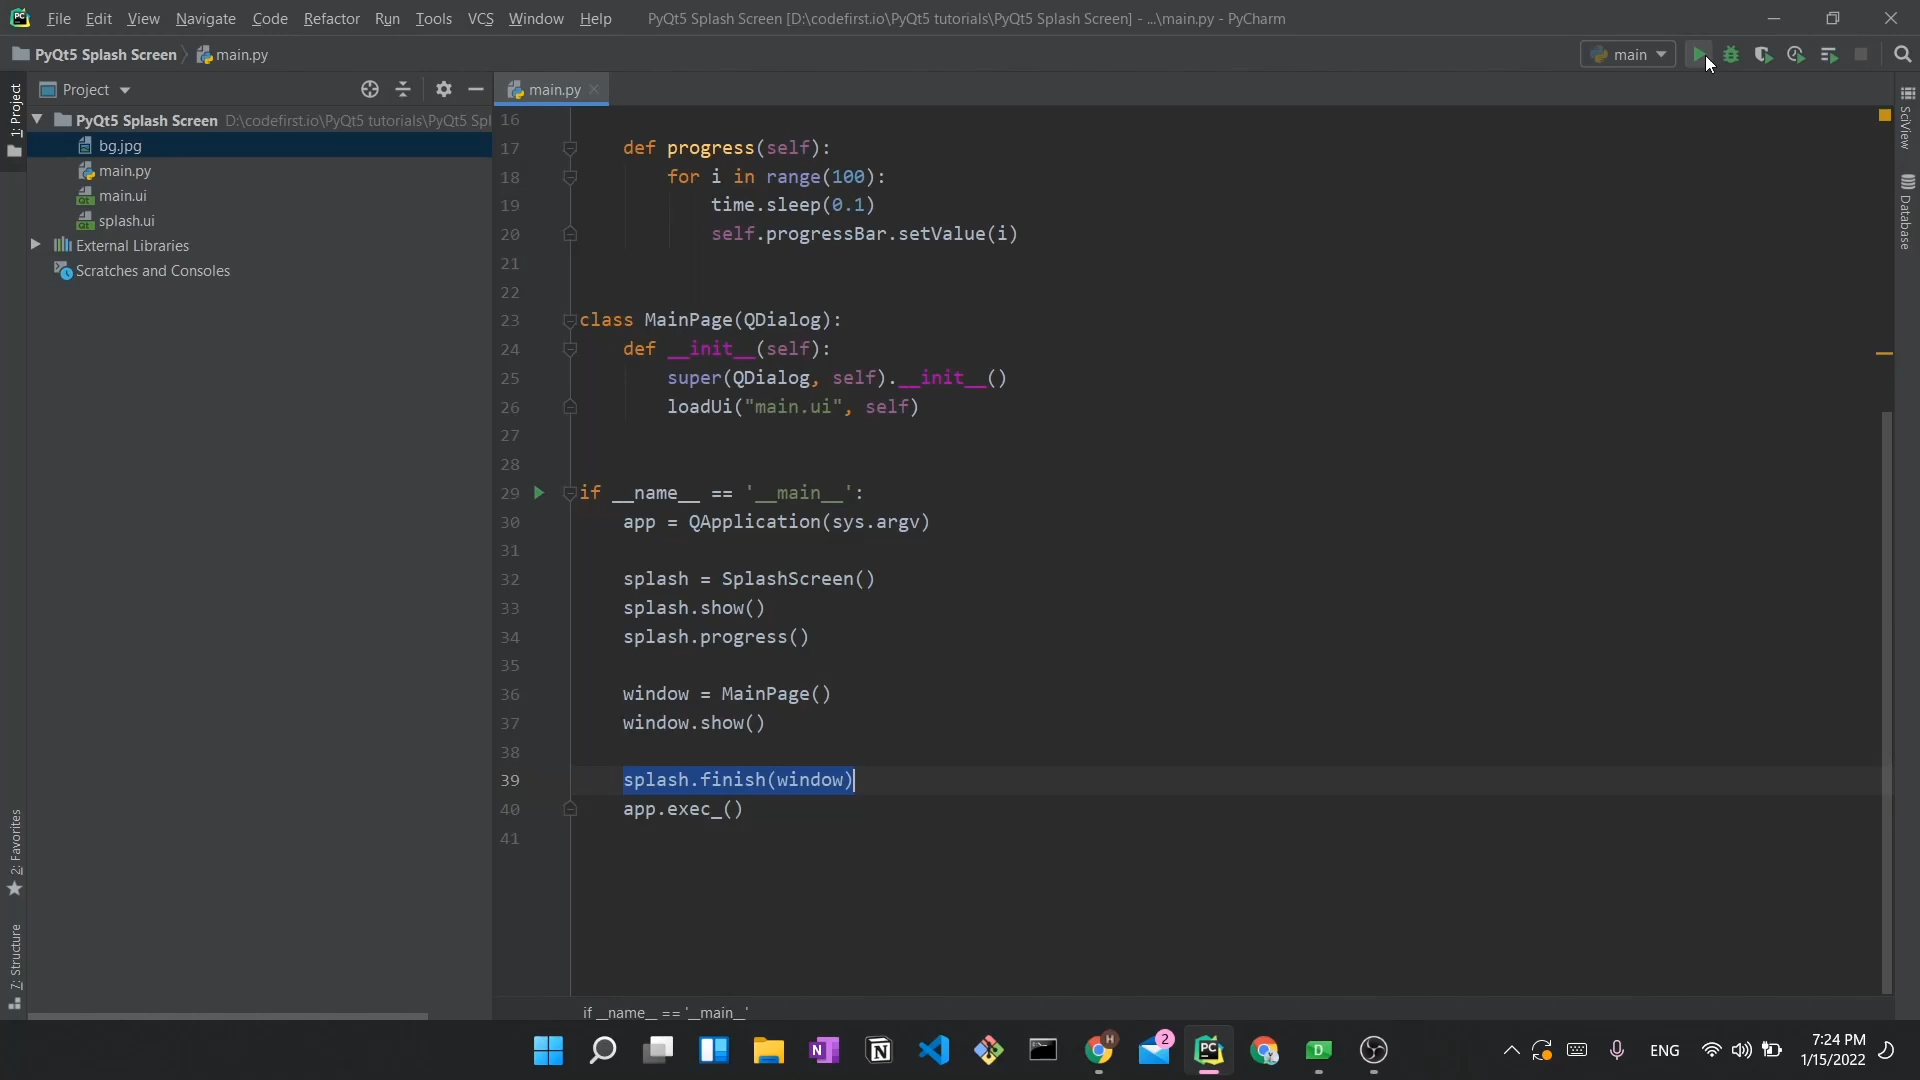 File Edit View Navigate Code Refactor Run Tools VCS Window Help PyQt5 Splash Screen [D:\codefirst.io\PyQt5 tutorials\PyQt5 Splash Screen] - ...\main.py - PyCharm
PyQt5 Splash Screen main.py main
Project main.py
1: Project
PyQt5 Splash Screen D:\codefirst.io\PyQt5 tutorials\PyQt5 Spl
bg.jpg
main.py
main.ui
splash.ui
External Libraries
Scratches and Consoles
2: Favorites
7: Structure
16
17 def progress(self):
18 for i in range(100):
19 time.sleep(0.1)
20 self.progressBar.setValue(i)
21
22
23 class MainPage(QDialog):
24 def __init__(self):
25 super(QDialog, self).__init__()
26 loadUi("main.ui", self)
27
28
29 if __name__ == '__main__':
30 app = QApplication(sys.argv)
31
32 splash = SplashScreen()
33 splash.show()
34 splash.progress()
35
36 window = MainPage()
37 window.show()
38
39 splash.finish(window)
40 app.exec_()
41
if __name__ == '__main__'
SciView
Database
PC
H
2
PC
D
ENG
7:24 PM
1/15/2022